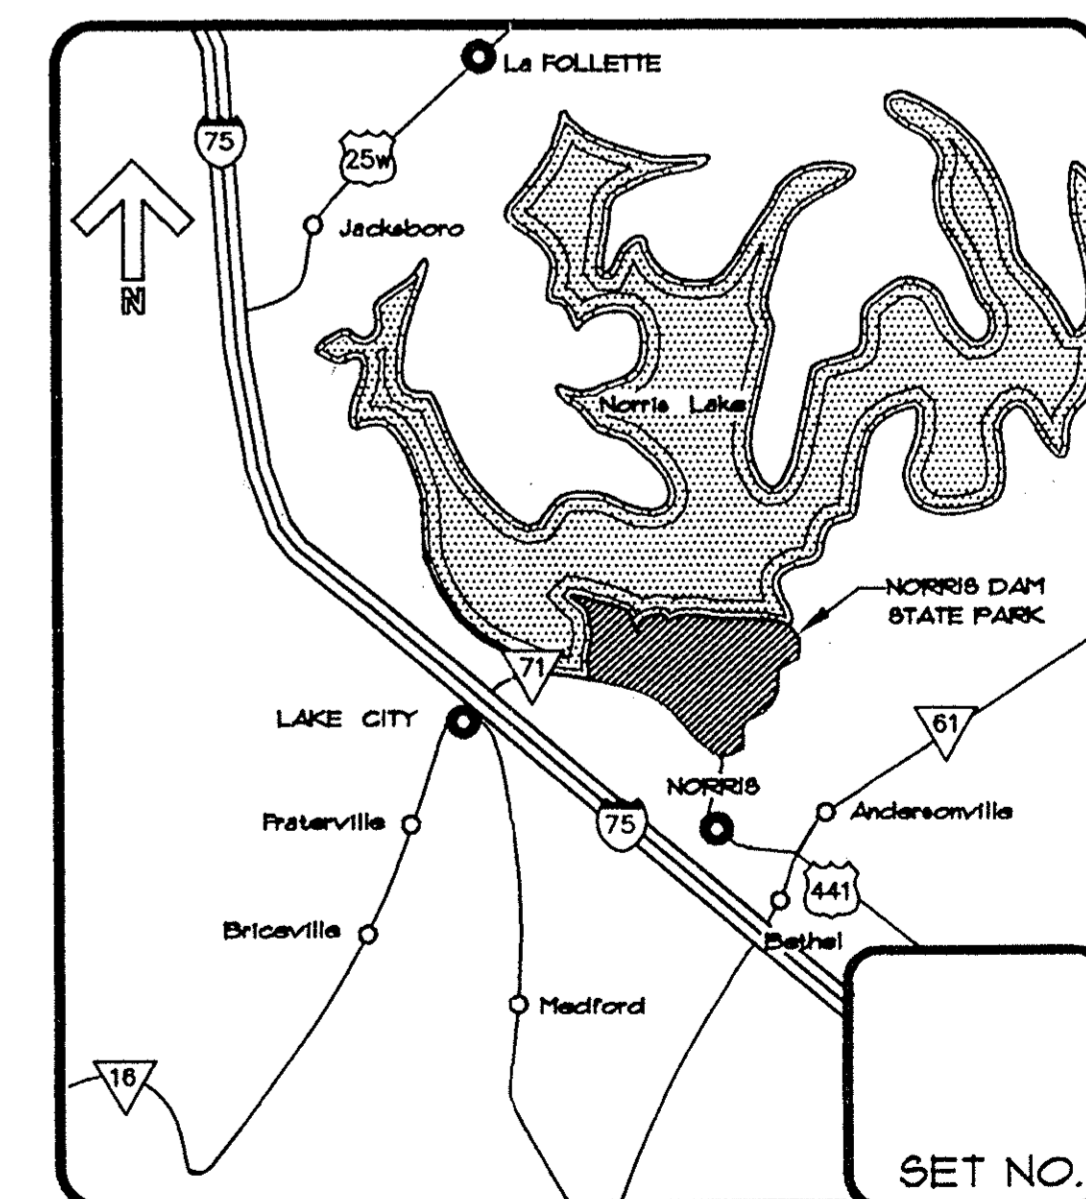 La FOLLETTE
75
25W
Jacksboro
N
Norris Lake
NORRIS DAM
STATE PARK
71
LAKE CITY
61
NORRIS
75
Andersonville
Fraterville
441
Briceville
Bethel
Medford
16
SET NO.